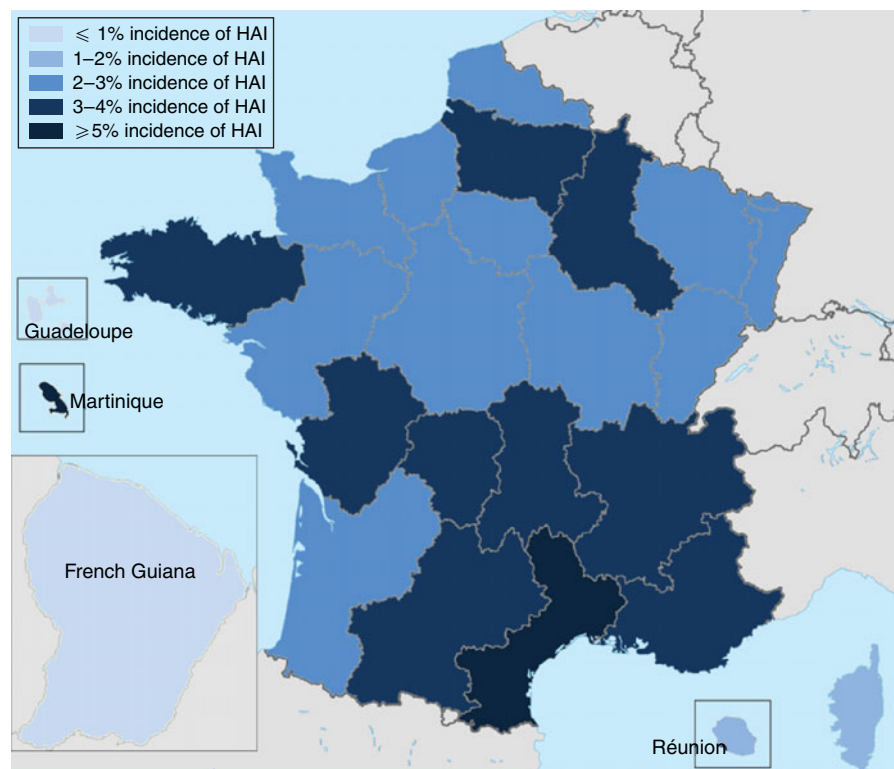 ⩽ 1% incidence of HAI
1–2% incidence of HAI
2–3% incidence of HAI
3–4% incidence of HAI
⩾5% incidence of HAI
Guadeloupe
Martinique
French Guiana
Réunion